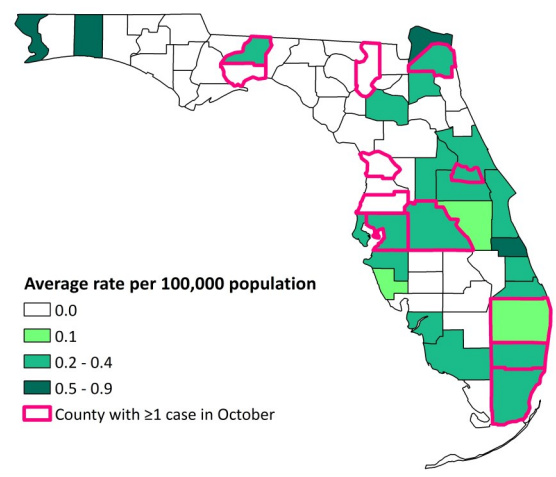 Average rate per 100,000 population
0.0
0.1
0.2 - 0.4
0.5 - 0.9
County with ≥1 case in October